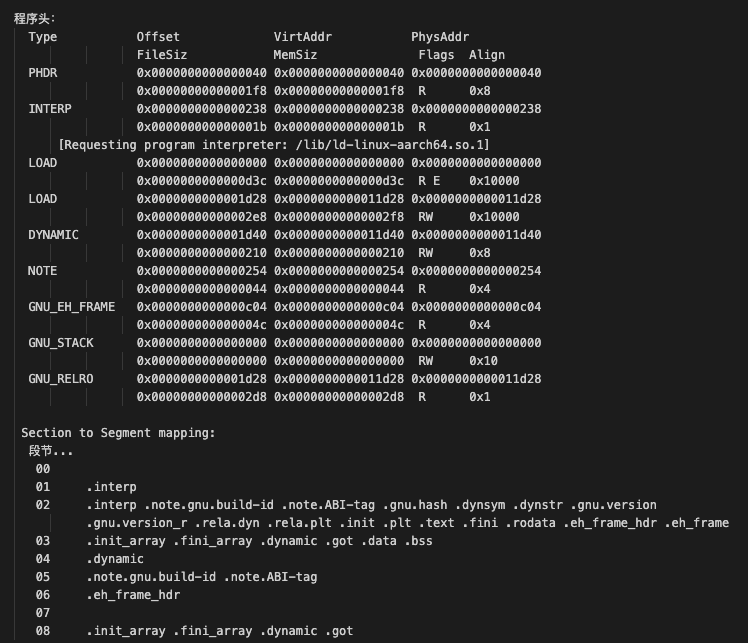 程序头：
Type Offset VirtAddr PhysAddr
FileSiz MemSiz Flags Align
PHDR 0x0000000000000040 0x0000000000000040 0x0000000000000040
0x00000000000001f8 0x00000000000001f8 R 0x8
INTERP 0x0000000000000238 0x0000000000000238 0x0000000000000238
0x000000000000001b 0x000000000000001b R 0x1
[Requesting program interpreter: /lib/ld-linux-aarch64.so.1]
LOAD 0x0000000000000000 0x0000000000000000 0x0000000000000000
0x0000000000000d3c 0x0000000000000d3c R E 0x10000
LOAD 0x0000000000001d28 0x0000000000011d28 0x0000000000011d28
0x00000000000002e8 0x00000000000002f8 RW 0x10000
DYNAMIC 0x0000000000001d40 0x0000000000011d40 0x0000000000011d40
0x0000000000000210 0x0000000000000210 RW 0x8
NOTE 0x0000000000000254 0x0000000000000254 0x0000000000000254
0x0000000000000044 0x0000000000000044 R 0x4
GNU_EH_FRAME 0x0000000000000c04 0x0000000000000c04 0x0000000000000c04
0x000000000000004c 0x000000000000004c R 0x4
GNU_STACK 0x0000000000000000 0x0000000000000000 0x0000000000000000
0x0000000000000000 0x0000000000000000 RW 0x10
GNU_RELRO 0x0000000000001d28 0x0000000000011d28 0x0000000000011d28
0x00000000000002d8 0x00000000000002d8 R 0x1
Section to Segment mapping:
段节...
00
01 .interp
02 .interp .note.gnu.build-id .note.ABI-tag .gnu.hash .dynsym .dynstr .gnu.version
.gnu.version_r .rela.dyn .rela.plt .init .plt .text .fini .rodata .eh_frame_hdr .eh_frame
03 .init_array .fini_array .dynamic .got .data .bss
04 .dynamic
05 .note.gnu.build-id .note.ABI-tag
06 .eh_frame_hdr
07
08 .init_array .fini_array .dynamic .got